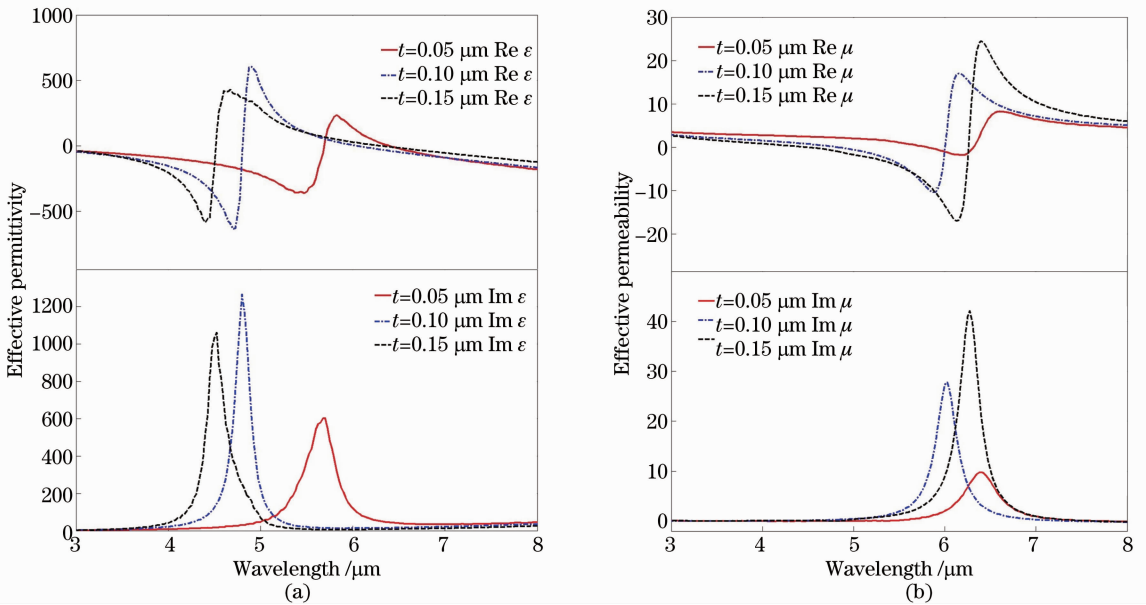 1000
500
0
−500
t=0.05 μm Re ε
t=0.10 μm Re ε
t=0.15 μm Re ε
Effective permittivity
1200
1000
800
600
400
200
0
t=0.05 μm Im ε
t=0.10 μm Im ε
t=0.15 μm Im ε
3 4 5 6 7 8
Wavelength /μm
(a)
30
20
10
0
−10
−20
t=0.05 μm Re μ
t=0.10 μm Re μ
t=0.15 μm Re μ
Effective permeability
40
30
20
10
0
t=0.05 μm Im μ
t=0.10 μm Im μ
t=0.15 μm Im μ
3 4 5 6 7 8
Wavelength /μm
(b)